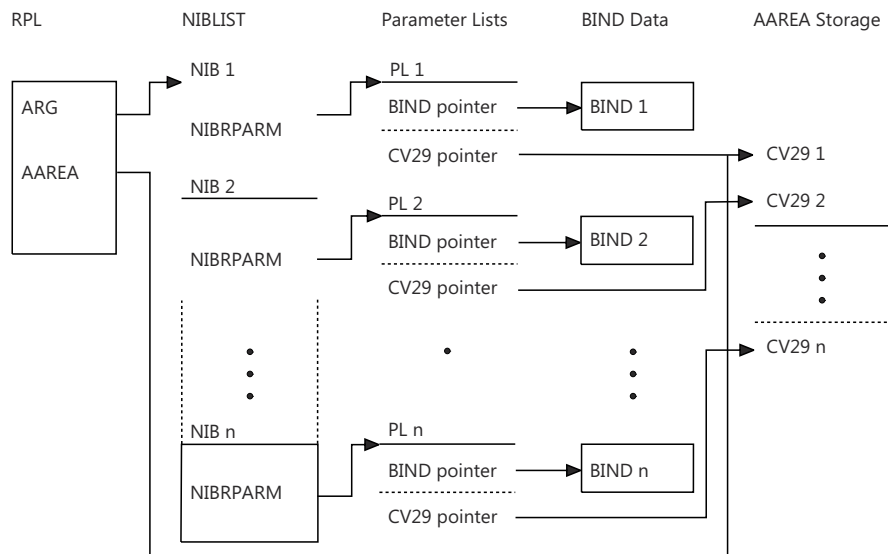 RPL NIBLIST Parameter Lists BIND Data AAREA Storage
NIB 1 PL 1
ARG BIND pointer BIND 1
NIBRPARM
CV29 pointer CV29 1
AAREA
NIB 2 PL 2 CV29 2
BIND pointer BIND 2
NIBRPARM
CV29 pointer
CV29 n
NIB n PL n
BIND pointer BIND n
NIBRPARM
CV29 pointer